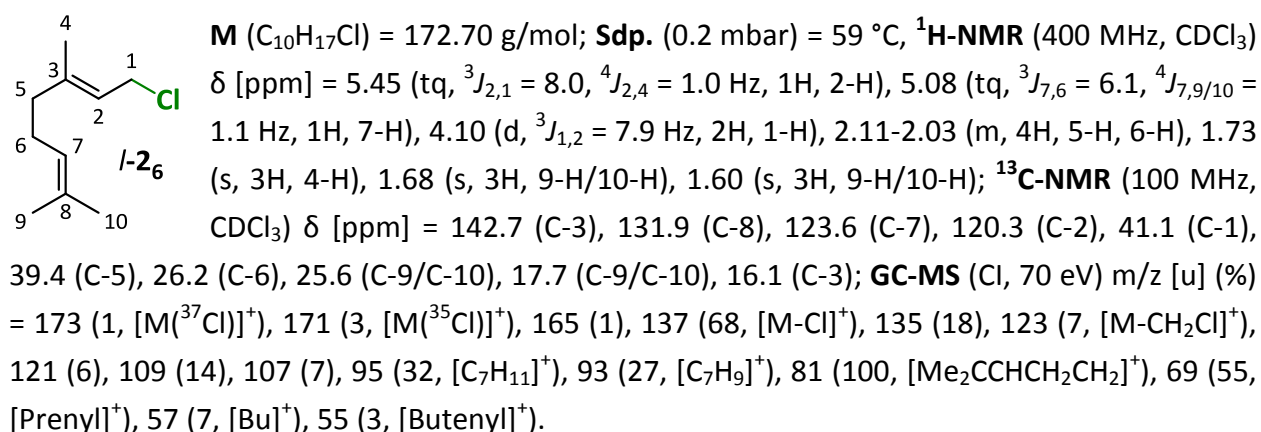 4
1
3
5
Cl
2
6
7
l-2₆
8
9
10
M (C₁₀H₁₇Cl) = 172.70 g/mol; Sdp. (0.2 mbar) = 59 °C, ¹H-NMR (400 MHz, CDCl₃)
δ [ppm] = 5.45 (tq, ³J₂,₁ = 8.0, ⁴J₂,₄ = 1.0 Hz, 1H, 2-H), 5.08 (tq, ³J₇,₆ = 6.1, ⁴J₇,₉/₁₀ =
1.1 Hz, 1H, 7-H), 4.10 (d, ³J₁,₂ = 7.9 Hz, 2H, 1-H), 2.11-2.03 (m, 4H, 5-H, 6-H), 1.73
(s, 3H, 4-H), 1.68 (s, 3H, 9-H/10-H), 1.60 (s, 3H, 9-H/10-H); ¹³C-NMR (100 MHz,
CDCl₃) δ [ppm] = 142.7 (C-3), 131.9 (C-8), 123.6 (C-7), 120.3 (C-2), 41.1 (C-1),
39.4 (C-5), 26.2 (C-6), 25.6 (C-9/C-10), 17.7 (C-9/C-10), 16.1 (C-3); GC-MS (CI, 70 eV) m/z [u] (%)
= 173 (1, [M(³⁷Cl)]⁺), 171 (3, [M(³⁵Cl)]⁺), 165 (1), 137 (68, [M-Cl]⁺), 135 (18), 123 (7, [M-CH₂Cl]⁺),
121 (6), 109 (14), 107 (7), 95 (32, [C₇H₁₁]⁺), 93 (27, [C₇H₉]⁺), 81 (100, [Me₂CCHCH₂CH₂]⁺), 69 (55,
[Prenyl]⁺), 57 (7, [Bu]⁺), 55 (3, [Butenyl]⁺).